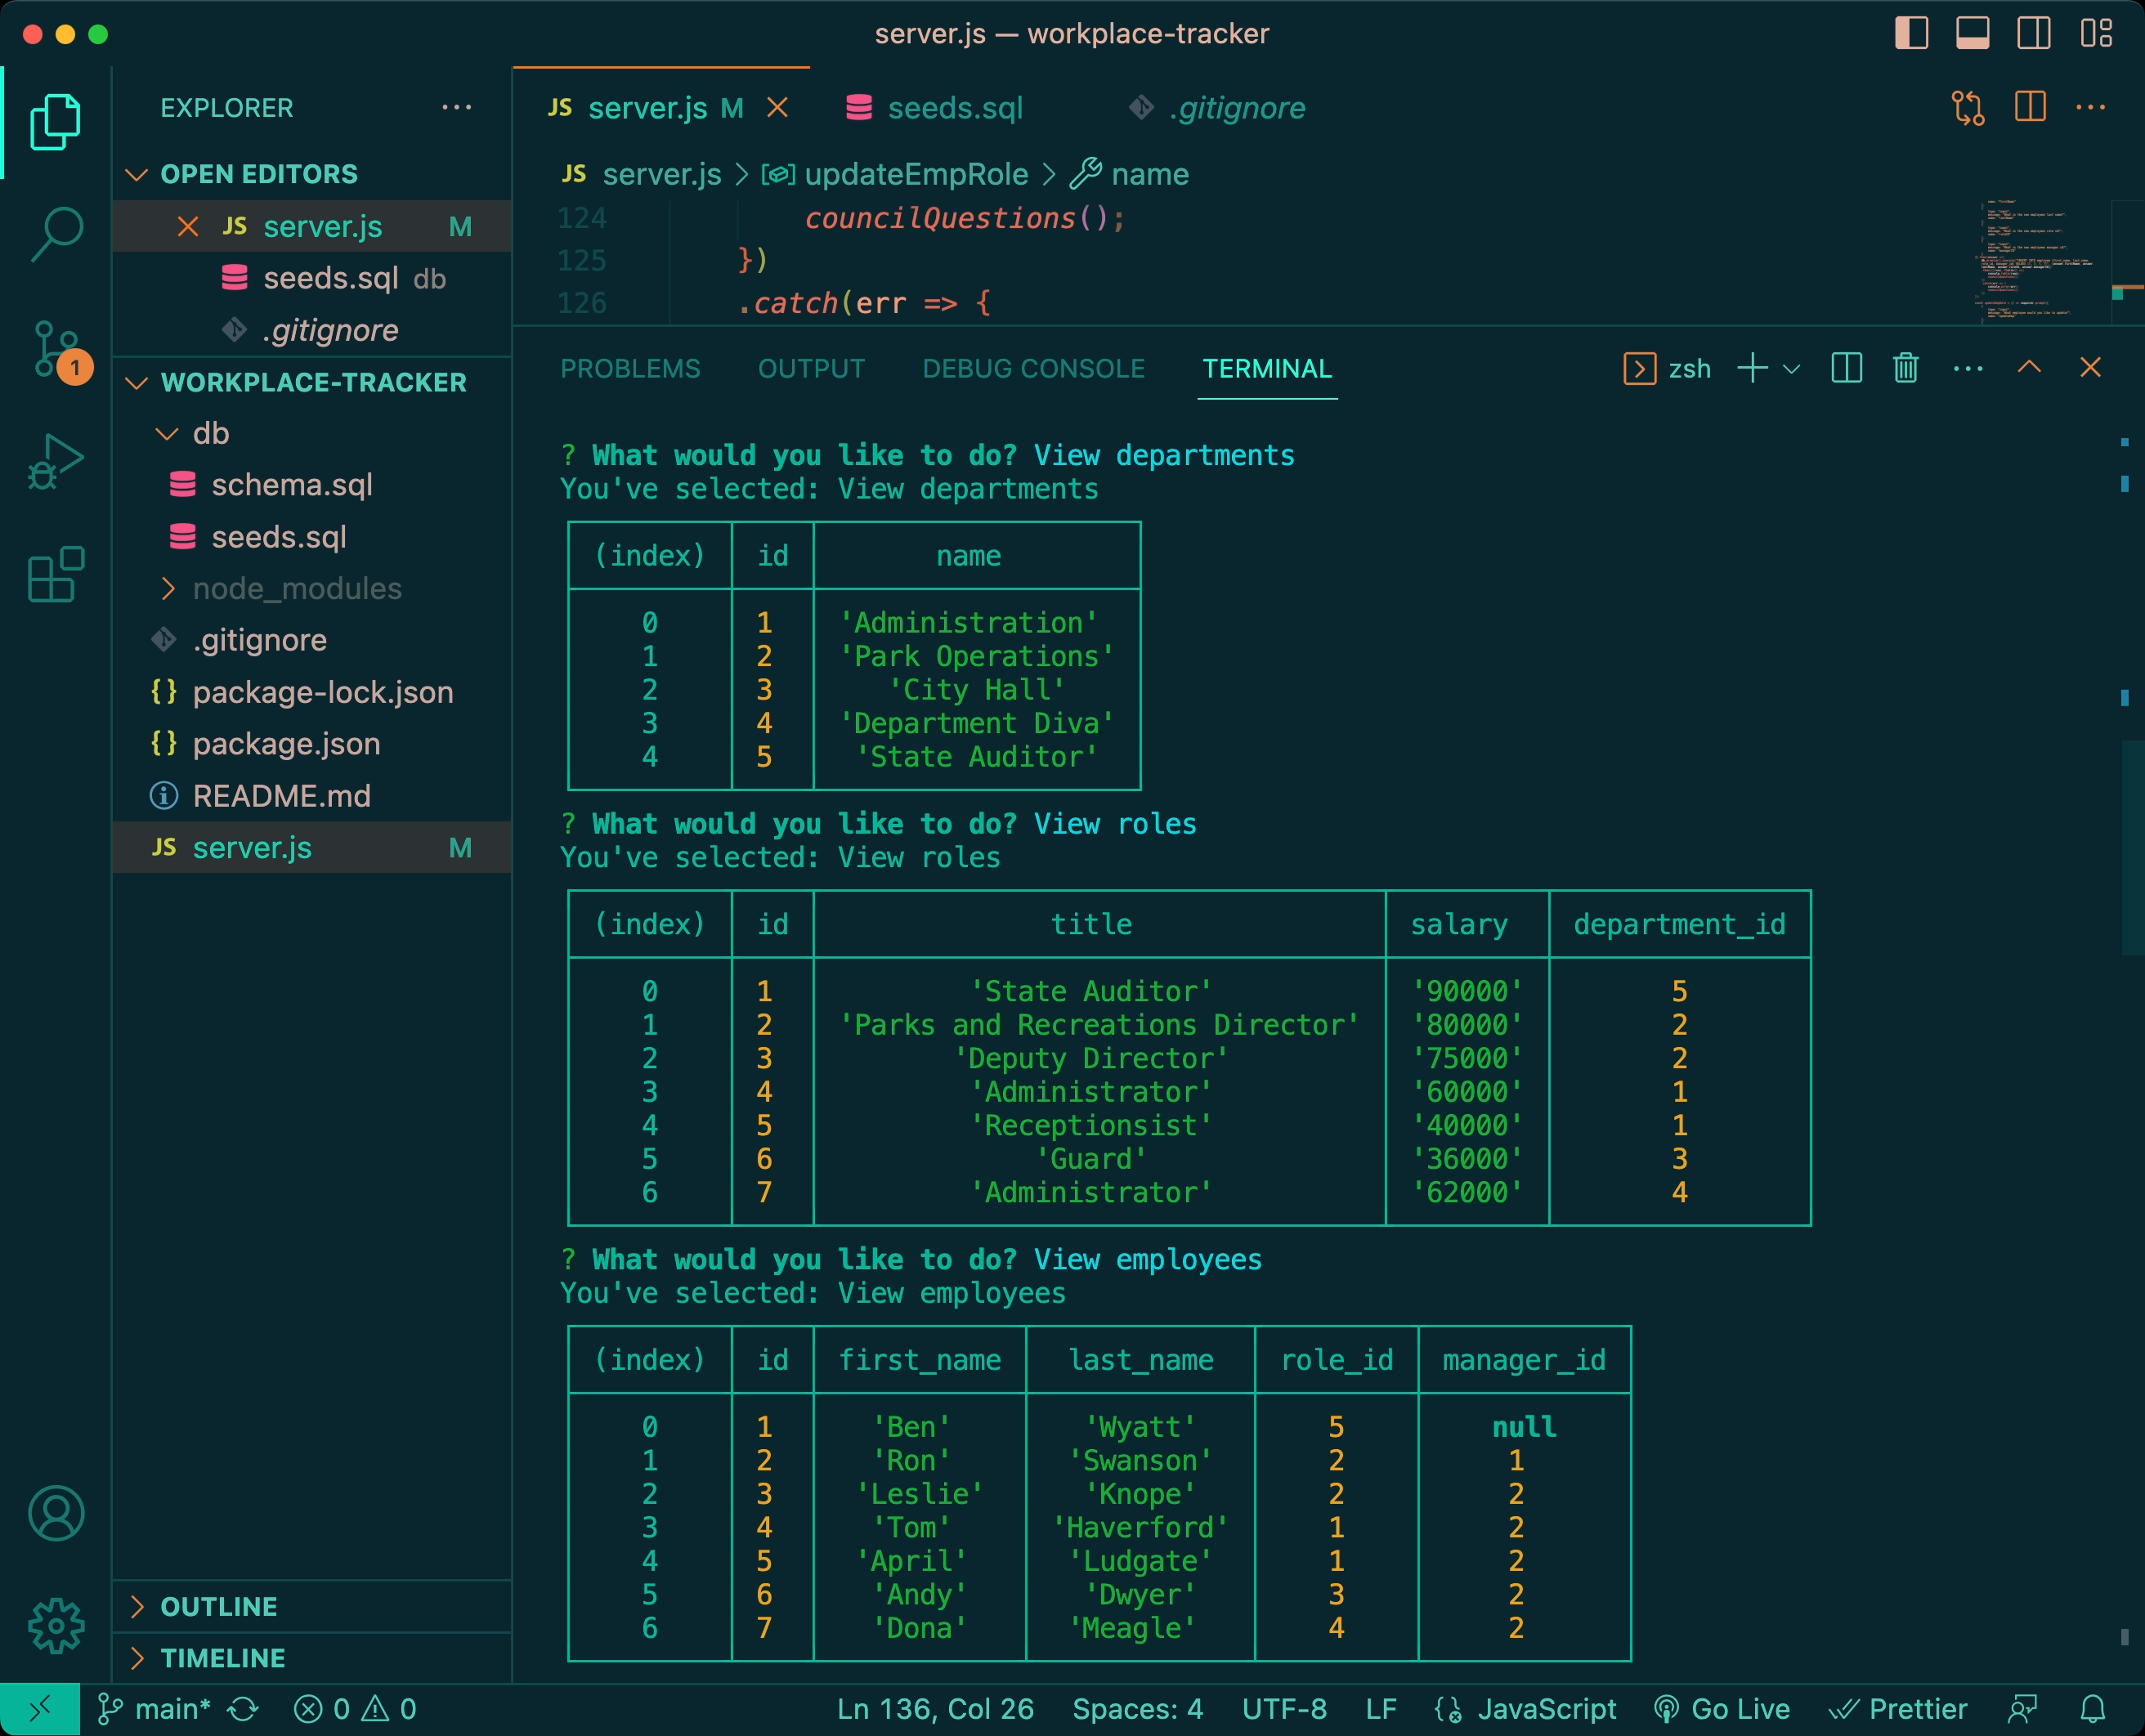 server.js — workplace-tracker
EXPLORER
OPEN EDITORS
JS server.js M
seeds.sql db
.gitignore
WORKPLACE-TRACKER
db
schema.sql
seeds.sql
node_modules
.gitignore
{} package-lock.json
{} package.json
README.md
JS server.js M
OUTLINE
TIMELINE
1
JS server.js M seeds.sql .gitignore
JS server.js > updateEmpRole > name
124 councilQuestions();
125 })
126 .catch(err => {
PROBLEMS OUTPUT DEBUG CONSOLE TERMINAL zsh
? What would you like to do? View departments
You've selected: View departments
(index) id name
0 1 'Administration'
1 2 'Park Operations'
2 3 'City Hall'
3 4 'Department Diva'
4 5 'State Auditor'
? What would you like to do? View roles
You've selected: View roles
(index) id title salary department_id
0 1 'State Auditor' '90000' 5
1 2 'Parks and Recreations Director' '80000' 2
2 3 'Deputy Director' '75000' 2
3 4 'Administrator' '60000' 1
4 5 'Receptionsist' '40000' 1
5 6 'Guard' '36000' 3
6 7 'Administrator' '62000' 4
? What would you like to do? View employees
You've selected: View employees
(index) id first_name last_name role_id manager_id
0 1 'Ben' 'Wyatt' 5 null
1 2 'Ron' 'Swanson' 2 1
2 3 'Leslie' 'Knope' 2 2
3 4 'Tom' 'Haverford' 1 2
4 5 'April' 'Ludgate' 1 2
5 6 'Andy' 'Dwyer' 3 2
6 7 'Dona' 'Meagle' 4 2
main* 0 0 Ln 136, Col 26 Spaces: 4 UTF-8 LF JavaScript Go Live Prettier